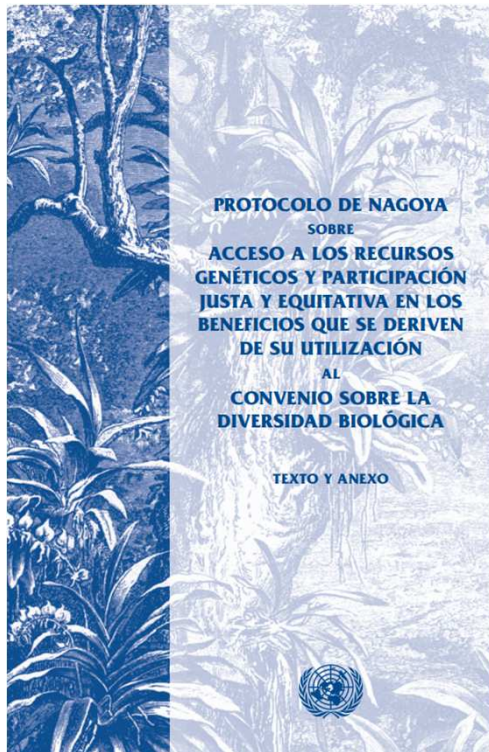 PROTOCOLO DE NAGOYA
SOBRE
ACCESO A LOS RECURSOS
GENÉTICOS Y PARTICIPACIÓN
JUSTA Y EQUITATIVA EN LOS
BENEFICIOS QUE SE DERIVEN
DE SU UTILIZACIÓN
AL
CONVENIO SOBRE LA
DIVERSIDAD BIOLÓGICA
TEXTO Y ANEXO